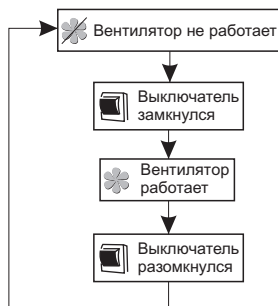 Вентилятор не работает
Выключатель
замкнулся
Вентилятор
работает
Выключатель
разомкнулся